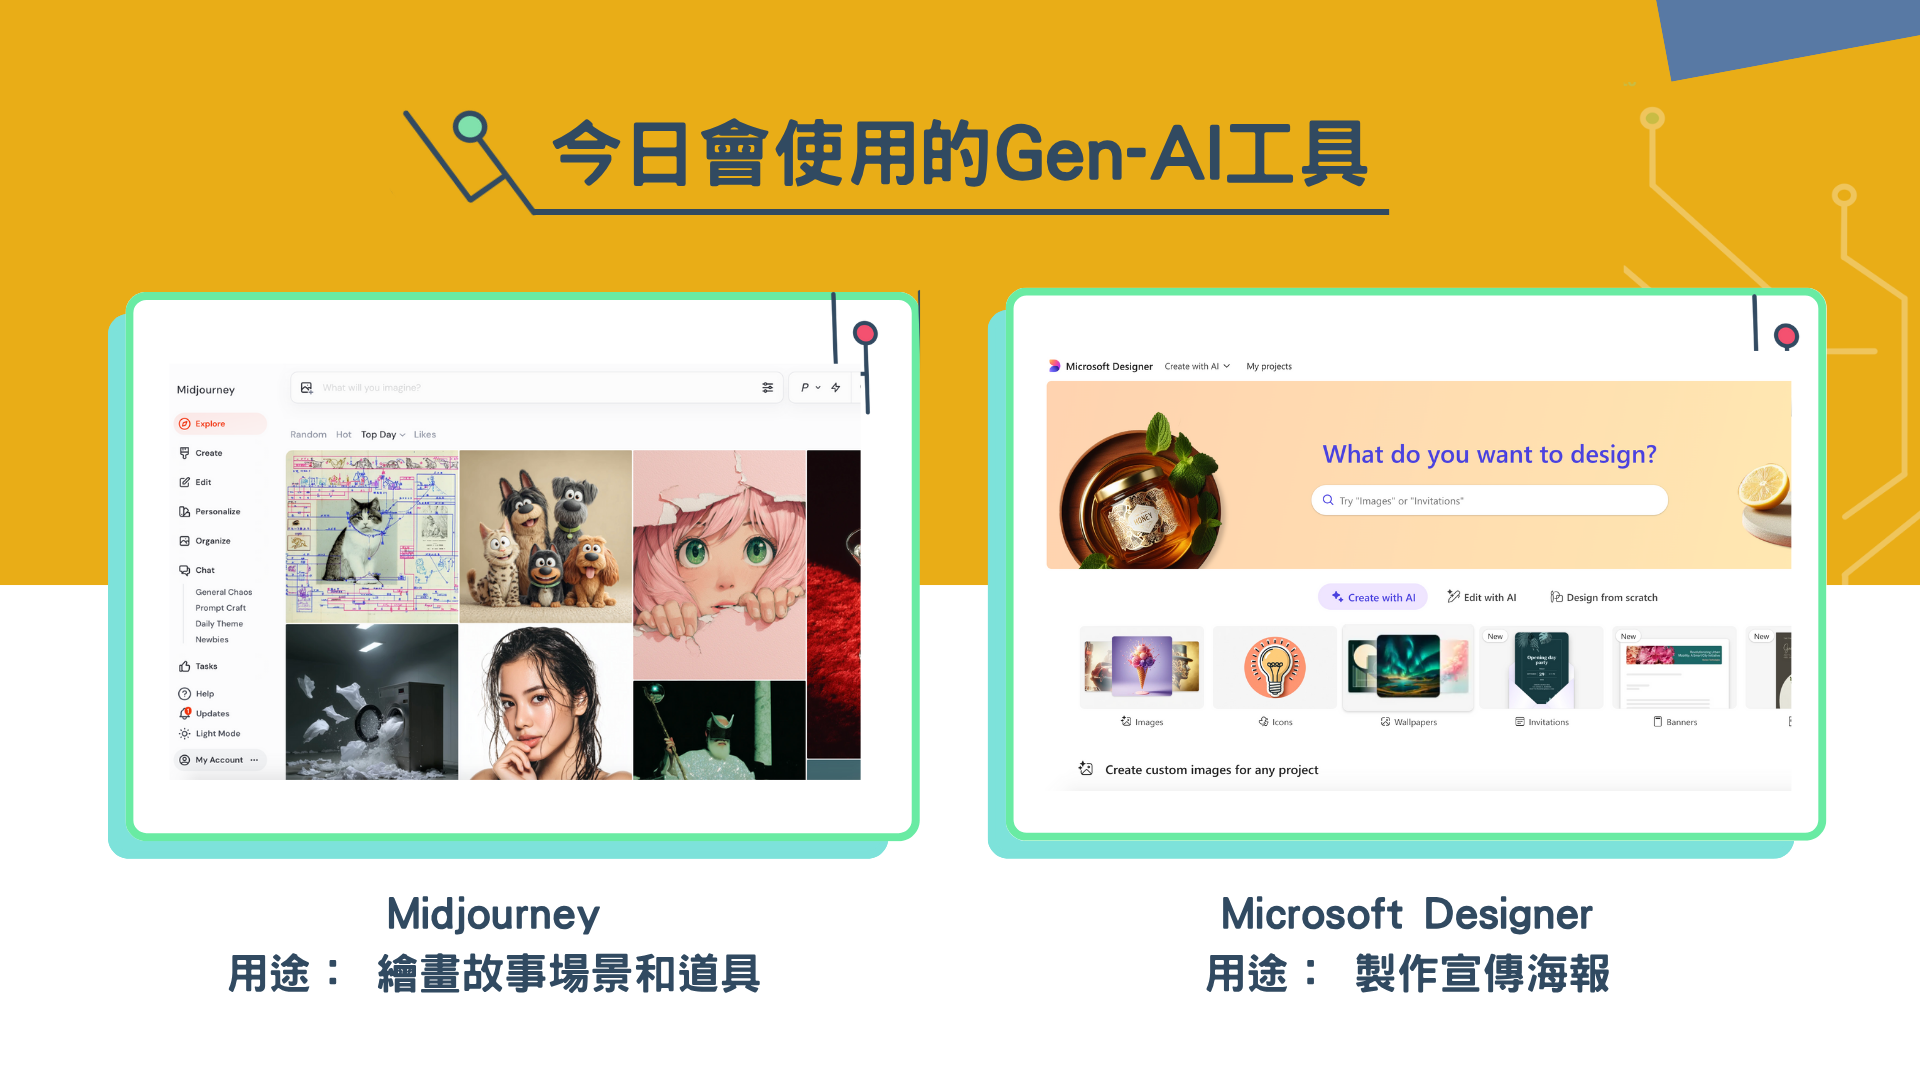 今日會使用的Gen-AI工具
Midjourney
What will you imagine?
P
Explore
Create
Edit
Personalize
Organize
Chat
General Chaos
Prompt Craft
Daily Theme
Newbies
Tasks
Help
Updates
Light Mode
My Account ···
Random Hot Top Day Likes
Microsoft Designer Create with AI My projects
HONEY
What do you want to design?
Try "Images" or "Invitations"
Create with AI Edit with AI Design from scratch
New New New
Opening day
party
Images Icons Wallpapers Invitations Banners
Create custom images for any project
Midjourney
用途： 繪畫故事場景和道具
Microsoft Designer
用途： 製作宣傳海報